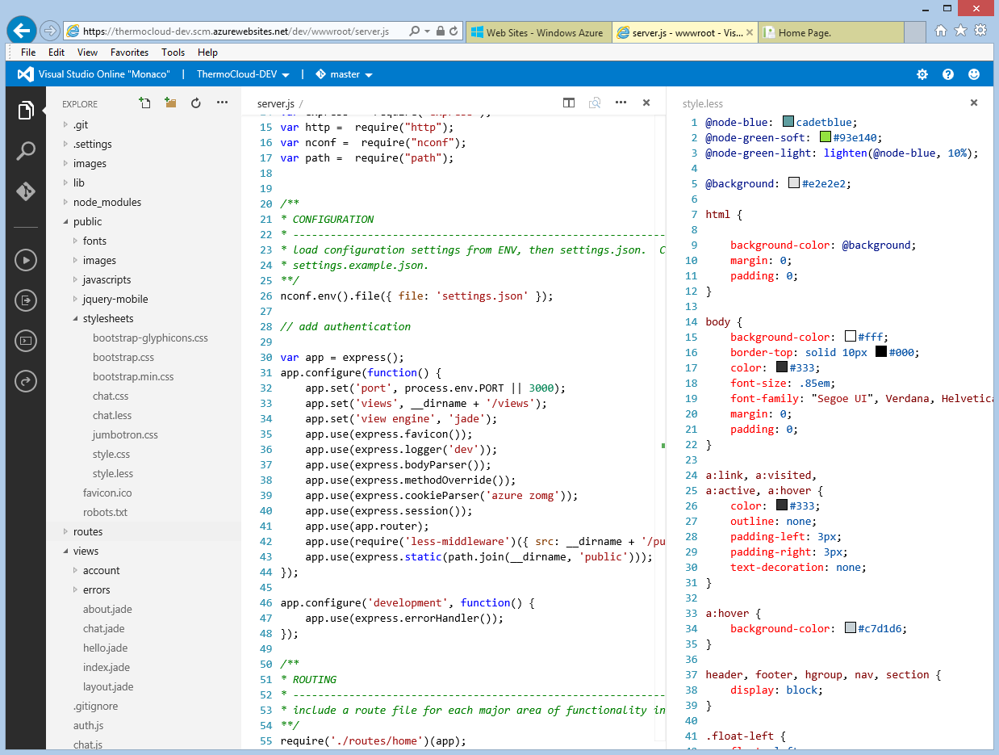 https://thermocloud-dev.scm.azurewebsites.net/dev/wwwroot/server.js
Web Sites - Windows Azure
server.js - wwwroot - Vis...
Home Page.
File Edit View Favorites Tools Help
Visual Studio Online "Monaco" | ThermoCloud-DEV | master
EXPLORE
.git
.settings
images
lib
node_modules
public
fonts
images
javascripts
jquery-mobile
stylesheets
bootstrap-glyphicons.css
bootstrap.css
bootstrap.min.css
chat.css
chat.less
jumbotron.css
style.css
style.less
favicon.ico
robots.txt
routes
views
account
errors
about.jade
chat.jade
hello.jade
index.jade
layout.jade
.gitignore
auth.js
chat.js
server.js /
15 var http =  require("http");
16 var nconf =  require("nconf");
17 var path =  require("path");
18
19
20 /**
21 * CONFIGURATION
22 * ------------------------------------------------------------
23 * load configuration settings from ENV, then settings.json.  C
24 * settings.example.json.
25 **/
26 nconf.env().file({ file: 'settings.json' });
27
28 // add authentication
29
30 var app = express();
31 app.configure(function() {
32     app.set('port', process.env.PORT || 3000);
33     app.set('views', __dirname + '/views');
34     app.set('view engine', 'jade');
35     app.use(express.favicon());
36     app.use(express.logger('dev'));
37     app.use(express.bodyParser());
38     app.use(express.methodOverride());
39     app.use(express.cookieParser('azure zomg'));
40     app.use(express.session());
41     app.use(app.router);
42     app.use(require('less-middleware')({ src: __dirname + '/pu
43     app.use(express.static(path.join(__dirname, 'public')));
44 });
45
46 app.configure('development', function() {
47     app.use(express.errorHandler());
48 });
49
50 /**
51 * ROUTING
52 * ------------------------------------------------------------
53 * include a route file for each major area of functionality in
54 **/
55 require('./routes/home')(app);
style.less
1 @node-blue: cadetblue;
2 @node-green-soft: #93e140;
3 @node-green-light: lighten(@node-blue, 10%);
4
5 @background: #e2e2e2;
6
7 html {
8
9     background-color: @background;
10     margin: 0;
11     padding: 0;
12 }
13
14 body {
15     background-color: #fff;
16     border-top: solid 10px #000;
17     color: #333;
18     font-size: .85em;
19     font-family: "Segoe UI", Verdana, Helvetica
20     margin: 0;
21     padding: 0;
22 }
23
24 a:link, a:visited,
25 a:active, a:hover {
26     color: #333;
27     outline: none;
28     padding-left: 3px;
29     padding-right: 3px;
30     text-decoration: none;
31 }
32
33 a:hover {
34     background-color: #c7d1d6;
35 }
36
37 header, footer, hgroup, nav, section {
38     display: block;
39 }
40
41 .float-left {